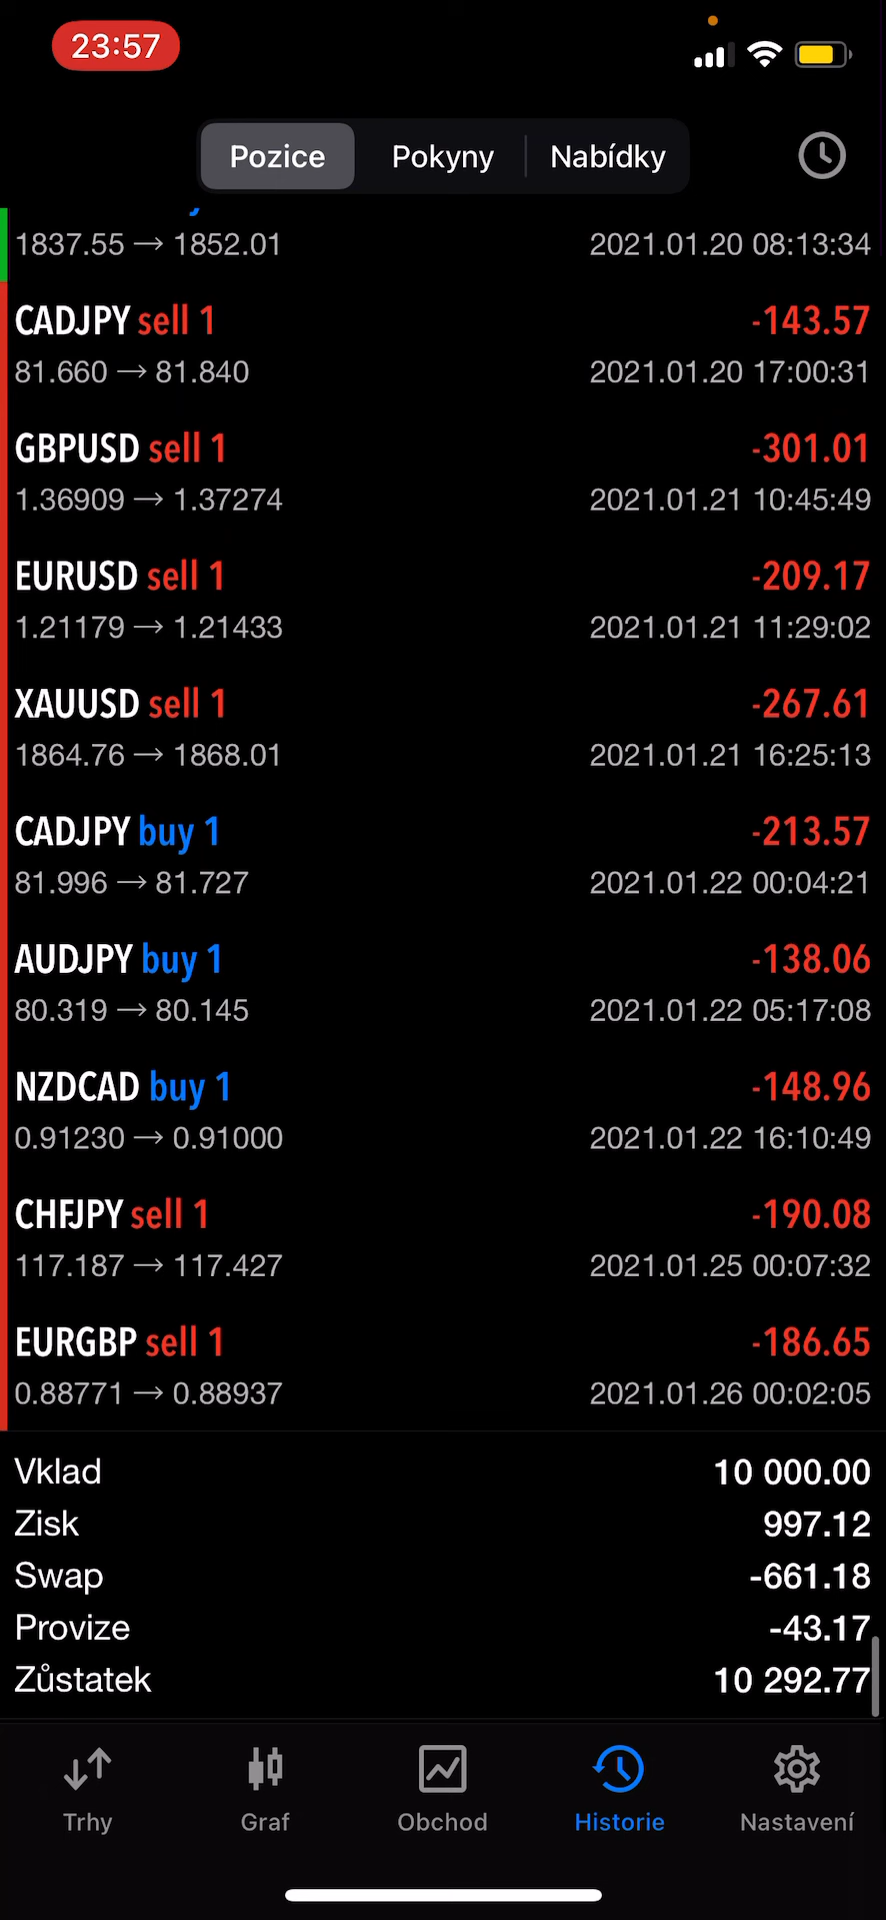 23:57
Pozice Pokyny Nabídky
1837.55 → 1852.01 2021.01.20 08:13:34
CADJPY sell 1 -143.57
81.660 → 81.840 2021.01.20 17:00:31
GBPUSD sell 1 -301.01
1.36909 → 1.37274 2021.01.21 10:45:49
EURUSD sell 1 -209.17
1.21179 → 1.21433 2021.01.21 11:29:02
XAUUSD sell 1 -267.61
1864.76 → 1868.01 2021.01.21 16:25:13
CADJPY buy 1 -213.57
81.996 → 81.727 2021.01.22 00:04:21
AUDJPY buy 1 -138.06
80.319 → 80.145 2021.01.22 05:17:08
NZDCAD buy 1 -148.96
0.91230 → 0.91000 2021.01.22 16:10:49
CHFJPY sell 1 -190.08
117.187 → 117.427 2021.01.25 00:07:32
EURGBP sell 1 -186.65
0.88771 → 0.88937 2021.01.26 00:02:05
Vklad 10 000.00
Zisk 997.12
Swap -661.18
Provize -43.17
Zůstatek 10 292.77
Trhy Graf Obchod Historie Nastavení